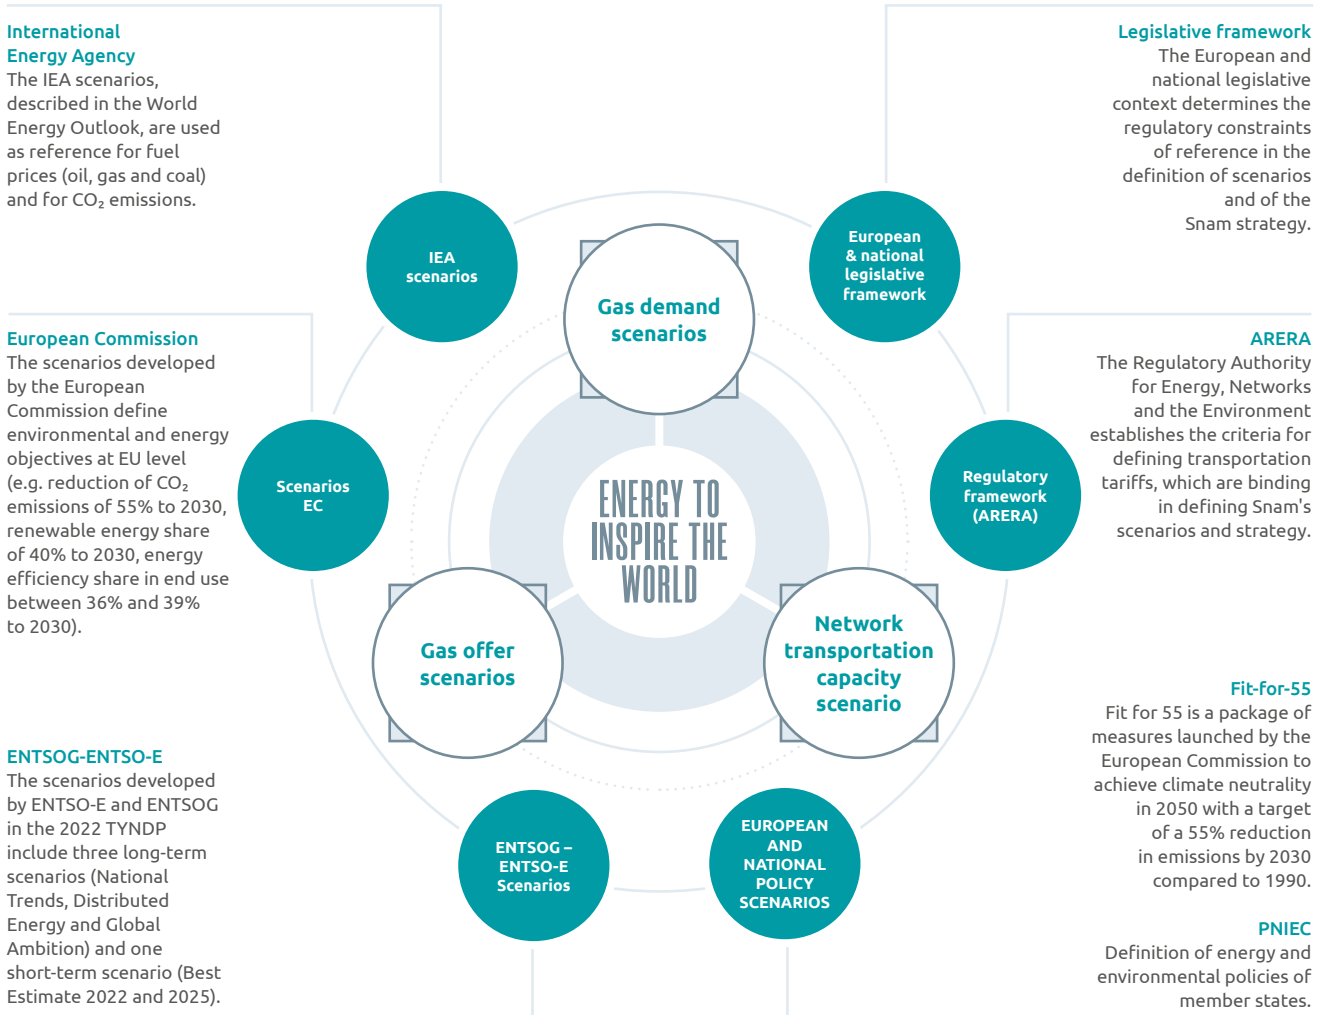 International
Energy Agency
The IEA scenarios,
described in the World
Energy Outlook, are used
as reference for fuel
prices (oil, gas and coal)
and for CO₂ emissions.
Legislative framework
The European and
national legislative
context determines the
regulatory constraints
of reference in the
definition of scenarios
and of the
Snam strategy.
IEA
scenarios
European
& national
legislative
framework
Gas demand
scenarios
European Commission
The scenarios developed
by the European
Commission define
environmental and energy
objectives at EU level
(e.g. reduction of CO₂
emissions of 55% to 2030,
renewable energy share
of 40% to 2030, energy
efficiency share in end use
between 36% and 39%
to 2030).
ARERA
The Regulatory Authority
for Energy, Networks
and the Environment
establishes the criteria for
defining transportation
tariffs, which are binding
in defining Snam's
scenarios and strategy.
Scenarios
EC
ENERGY TO
INSPIRE THE
WORLD
Regulatory
framework
(ARERA)
Gas offer
scenarios
Network
transportation
capacity
scenario
Fit-for-55
Fit for 55 is a package of
measures launched by the
European Commission to
achieve climate neutrality
in 2050 with a target
of a 55% reduction
in emissions by 2030
compared to 1990.
ENTSOG-ENTSO-E
The scenarios developed
by ENTSO-E and ENTSOG
in the 2022 TYNDP
include three long-term
scenarios (National
Trends, Distributed
Energy and Global
Ambition) and one
short-term scenario (Best
Estimate 2022 and 2025).
ENTSOG –
ENTSO-E
Scenarios
EUROPEAN
AND
NATIONAL
POLICY
SCENARIOS
PNIEC
Definition of energy and
environmental policies of
member states.